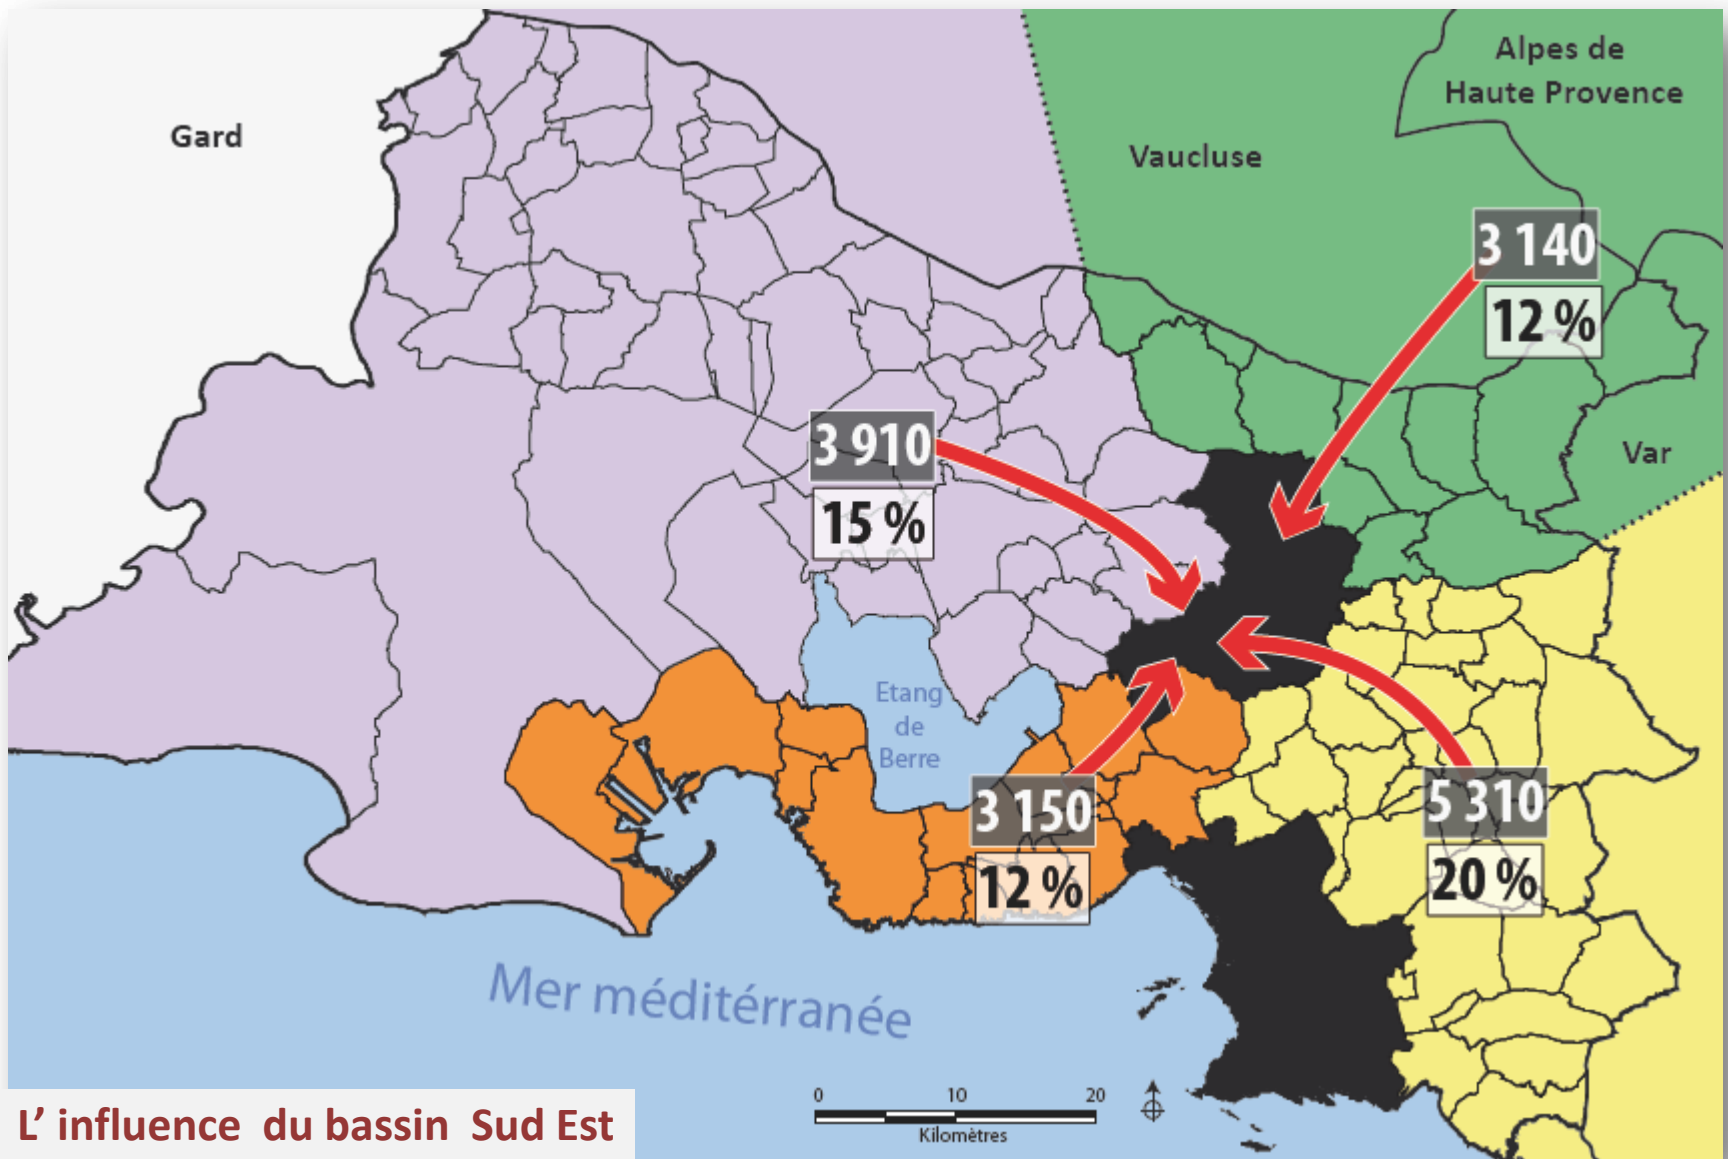 Alpes de
Haute Provence
Gard
Vaucluse
3 140
12 %
3 910
15 %
Var
Etang
de
Berre
3 150
12 %
5 310
20 %
Mer méditérranée
0 10 20
Kilomètres
L’ influence du bassin Sud Est